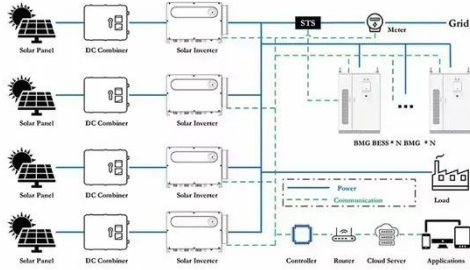 STS
Meter
Grid
Solar Panel
DC Combiner
Solar Inverter
Solar Panel
DC Combiner
Solar Inverter
BMG BESS * N BMG * N
Solar Panel
DC Combiner
Solar Inverter
Power
Communication
Load
Solar Panel
DC Combiner
Solar Inverter
Controller
Router
Cloud Server
Applications